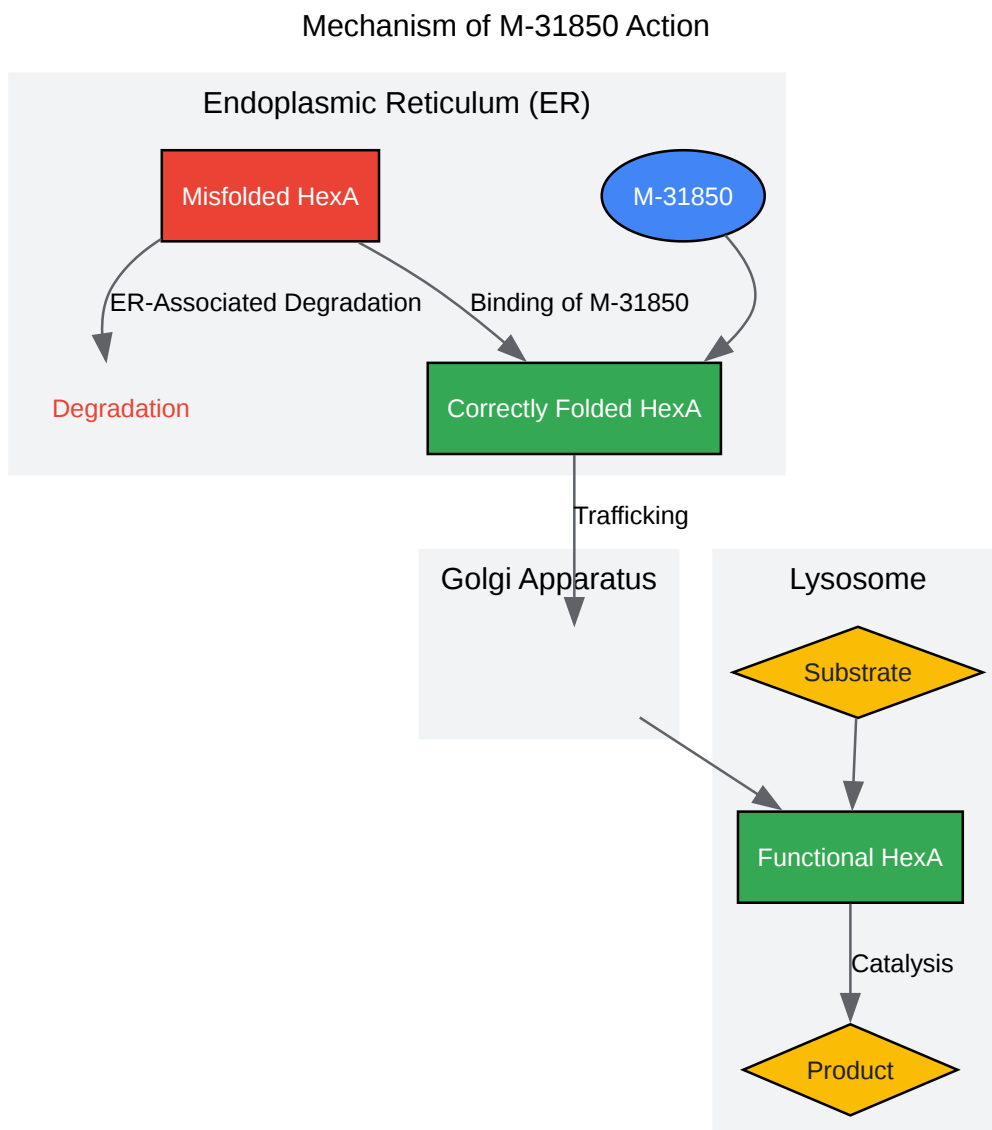 Mechanism of M-31850 Action
Endoplasmic Reticulum (ER)
Misfolded HexA
M-31850
ER-Associated Degradation
Binding of M-31850
Degradation
Correctly Folded HexA
Trafficking
Golgi Apparatus
Lysosome
Substrate
Functional HexA
Catalysis
Product